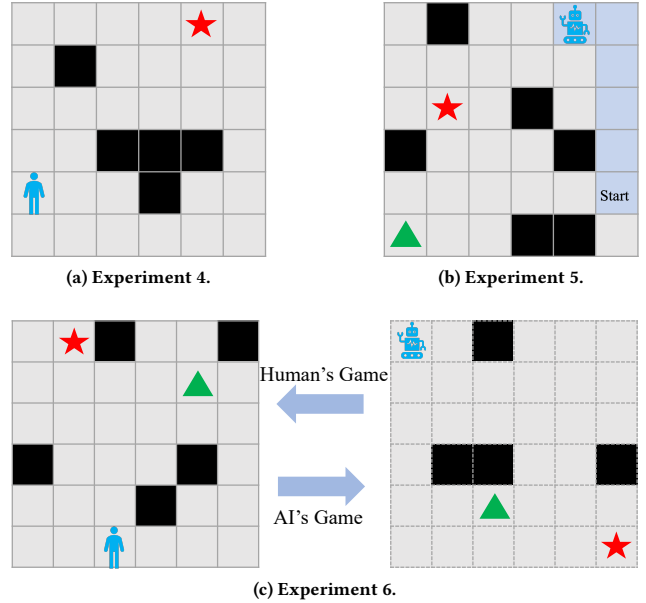 Start
(a) Experiment 4.
(b) Experiment 5.
Human's Game
AI's Game
(c) Experiment 6.